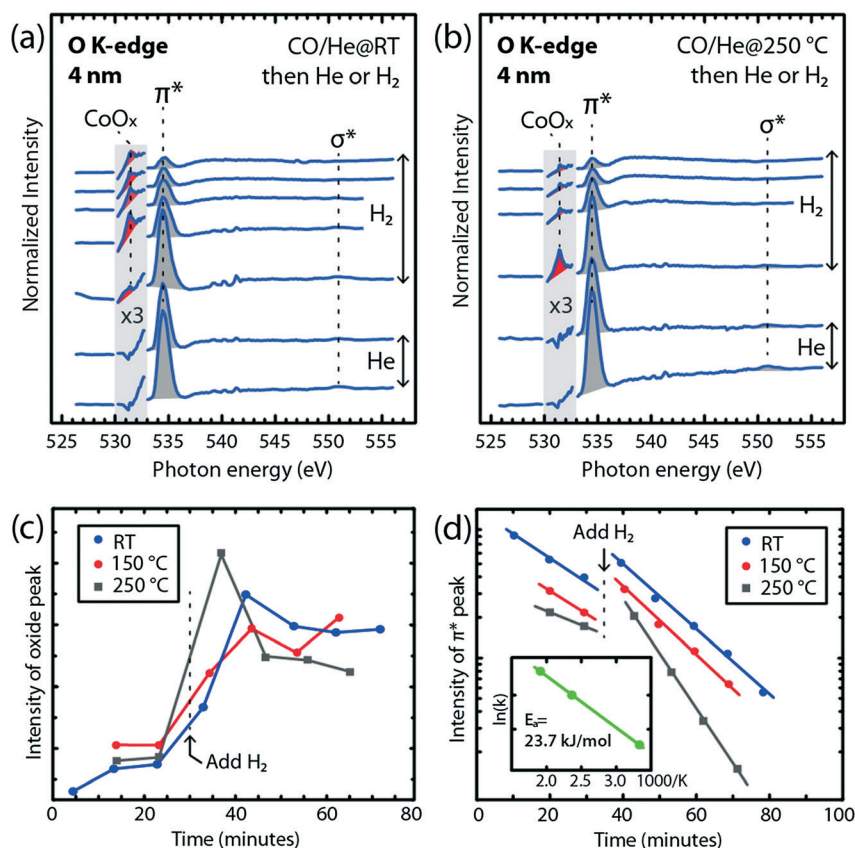 (a)
O K-edge
4 nm
CO/He@RT
then He or H₂
π*
CoOx
σ*
H₂
x3
He
Normalized Intensity
525 530 535 540 545 550 555
Photon energy (eV)
(b)
O K-edge
4 nm
CO/He@250 °C
then He or H₂
π*
CoOx
σ*
H₂
x3
He
Normalized Intensity
525 530 535 540 545 550 555
Photon energy (eV)
(c)
RT
150 °C
250 °C
Add H₂
Intensity of oxide peak
0 20 40 60 80
Time (minutes)
(d)
Add H₂
RT
150 °C
250 °C
Intensity of π* peak
ln(k)
Eₐ=
23.7 kJ/mol
2.0 2.5 3.0 1000/K
0 20 40 60 80 100
Time (minutes)